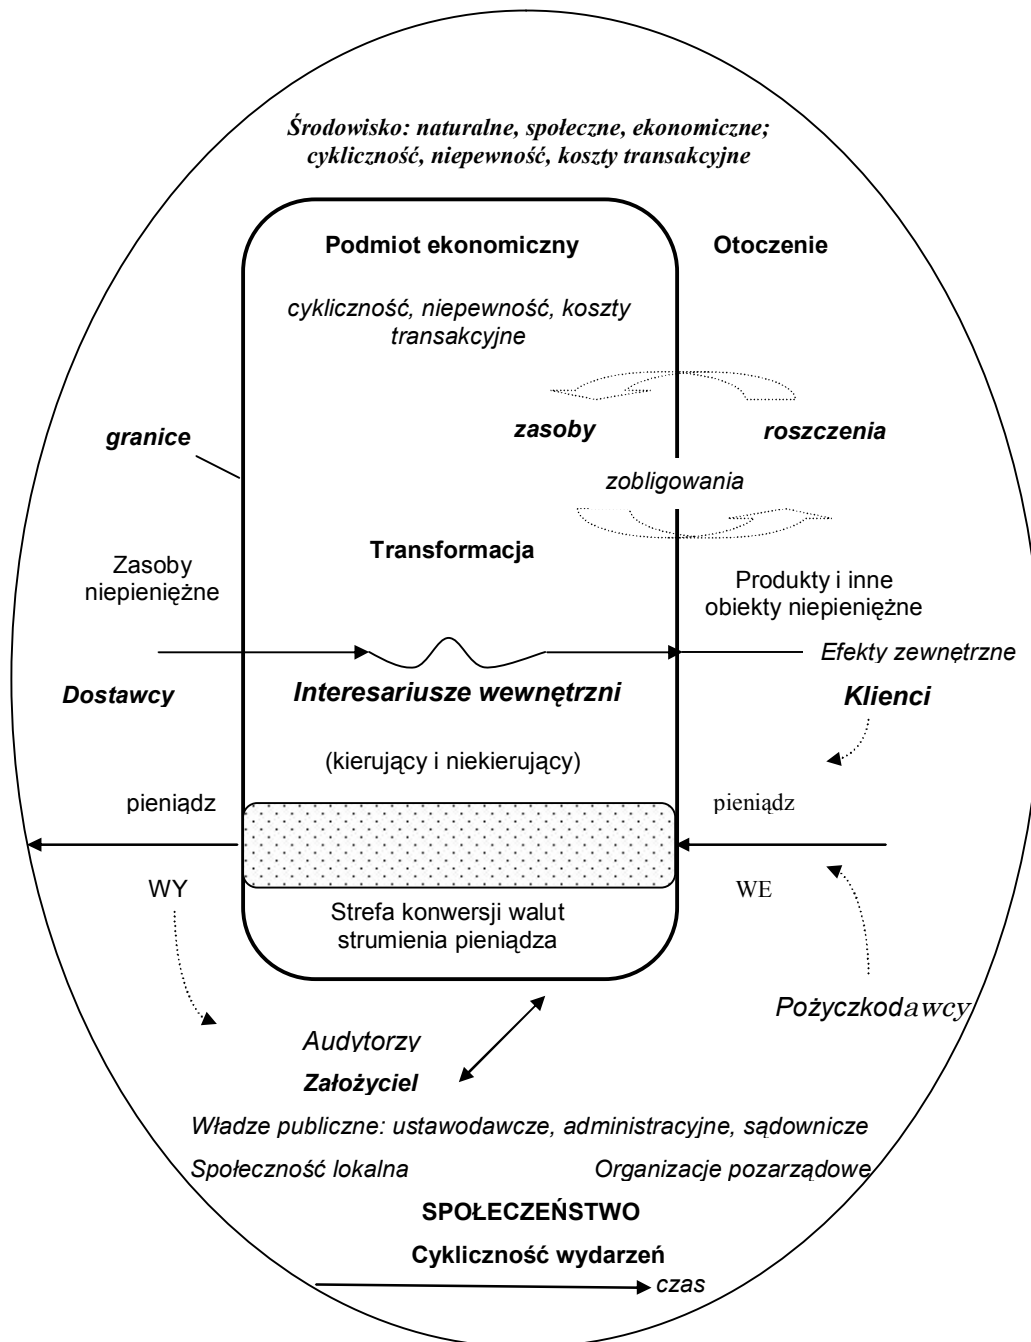 Środowisko: naturalne, społeczne, ekonomiczne;
cykliczność, niepewność, koszty transakcyjne
Podmiot ekonomiczny
Otoczenie
cykliczność, niepewność, koszty
transakcyjne
granice
zasoby
roszczenia
zobligowania
Transformacja
Zasoby
niepieniężne
Produkty i inne
obiekty niepieniężne
Efekty zewnętrzne
Dostawcy
Interesariusze wewnętrzni
Klienci
(kierujący i niekierujący)
pieniądz
pieniądz
WY
WE
Strefa konwersji walut
strumienia pieniądza
Pożyczkodawcy
Audytorzy
Założyciel
Władze publiczne: ustawodawcze, administracyjne, sądownicze
Społeczność lokalna
Organizacje pozarządowe
SPOŁECZEŃSTWO
Cykliczność wydarzeń
czas